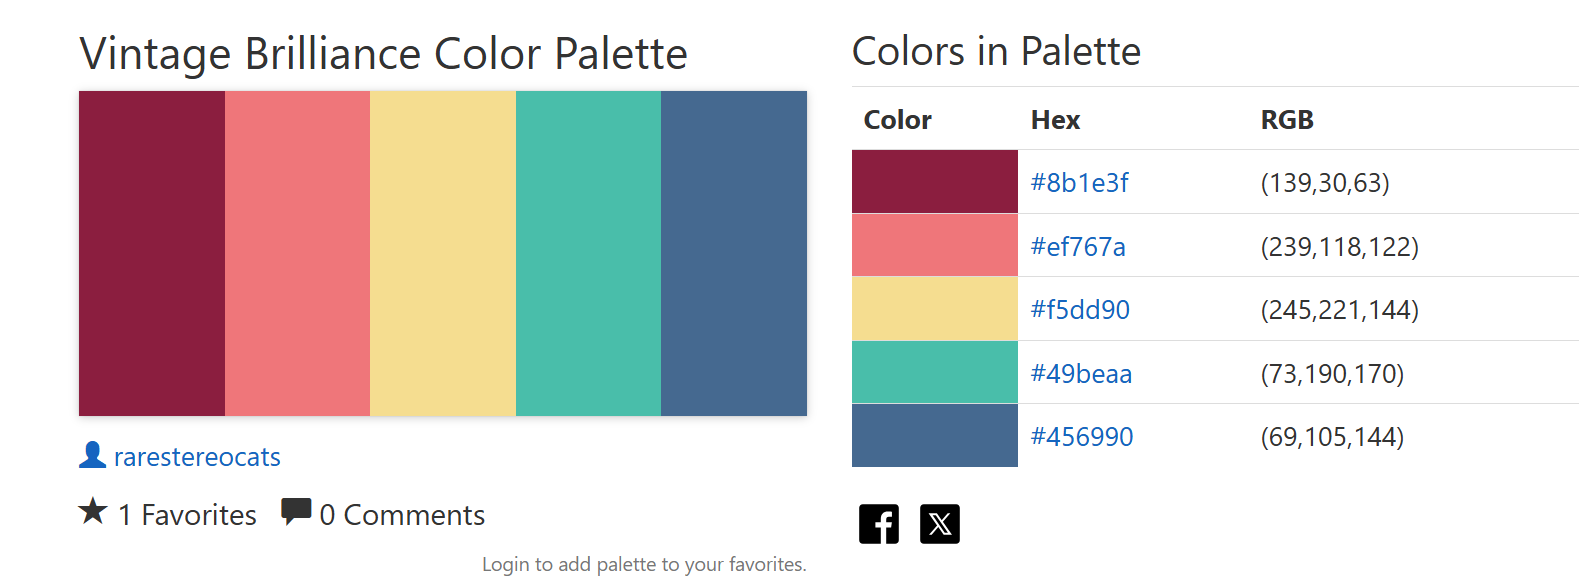 Vintage Brilliance Color Palette
rarestereocats
1 Favorites 0 Comments
Login to add palette to your favorites.
Colors in Palette
Color Hex RGB
#8b1e3f (139,30,63)
#ef767a (239,118,122)
#f5dd90 (245,221,144)
#49beaa (73,190,170)
#456990 (69,105,144)